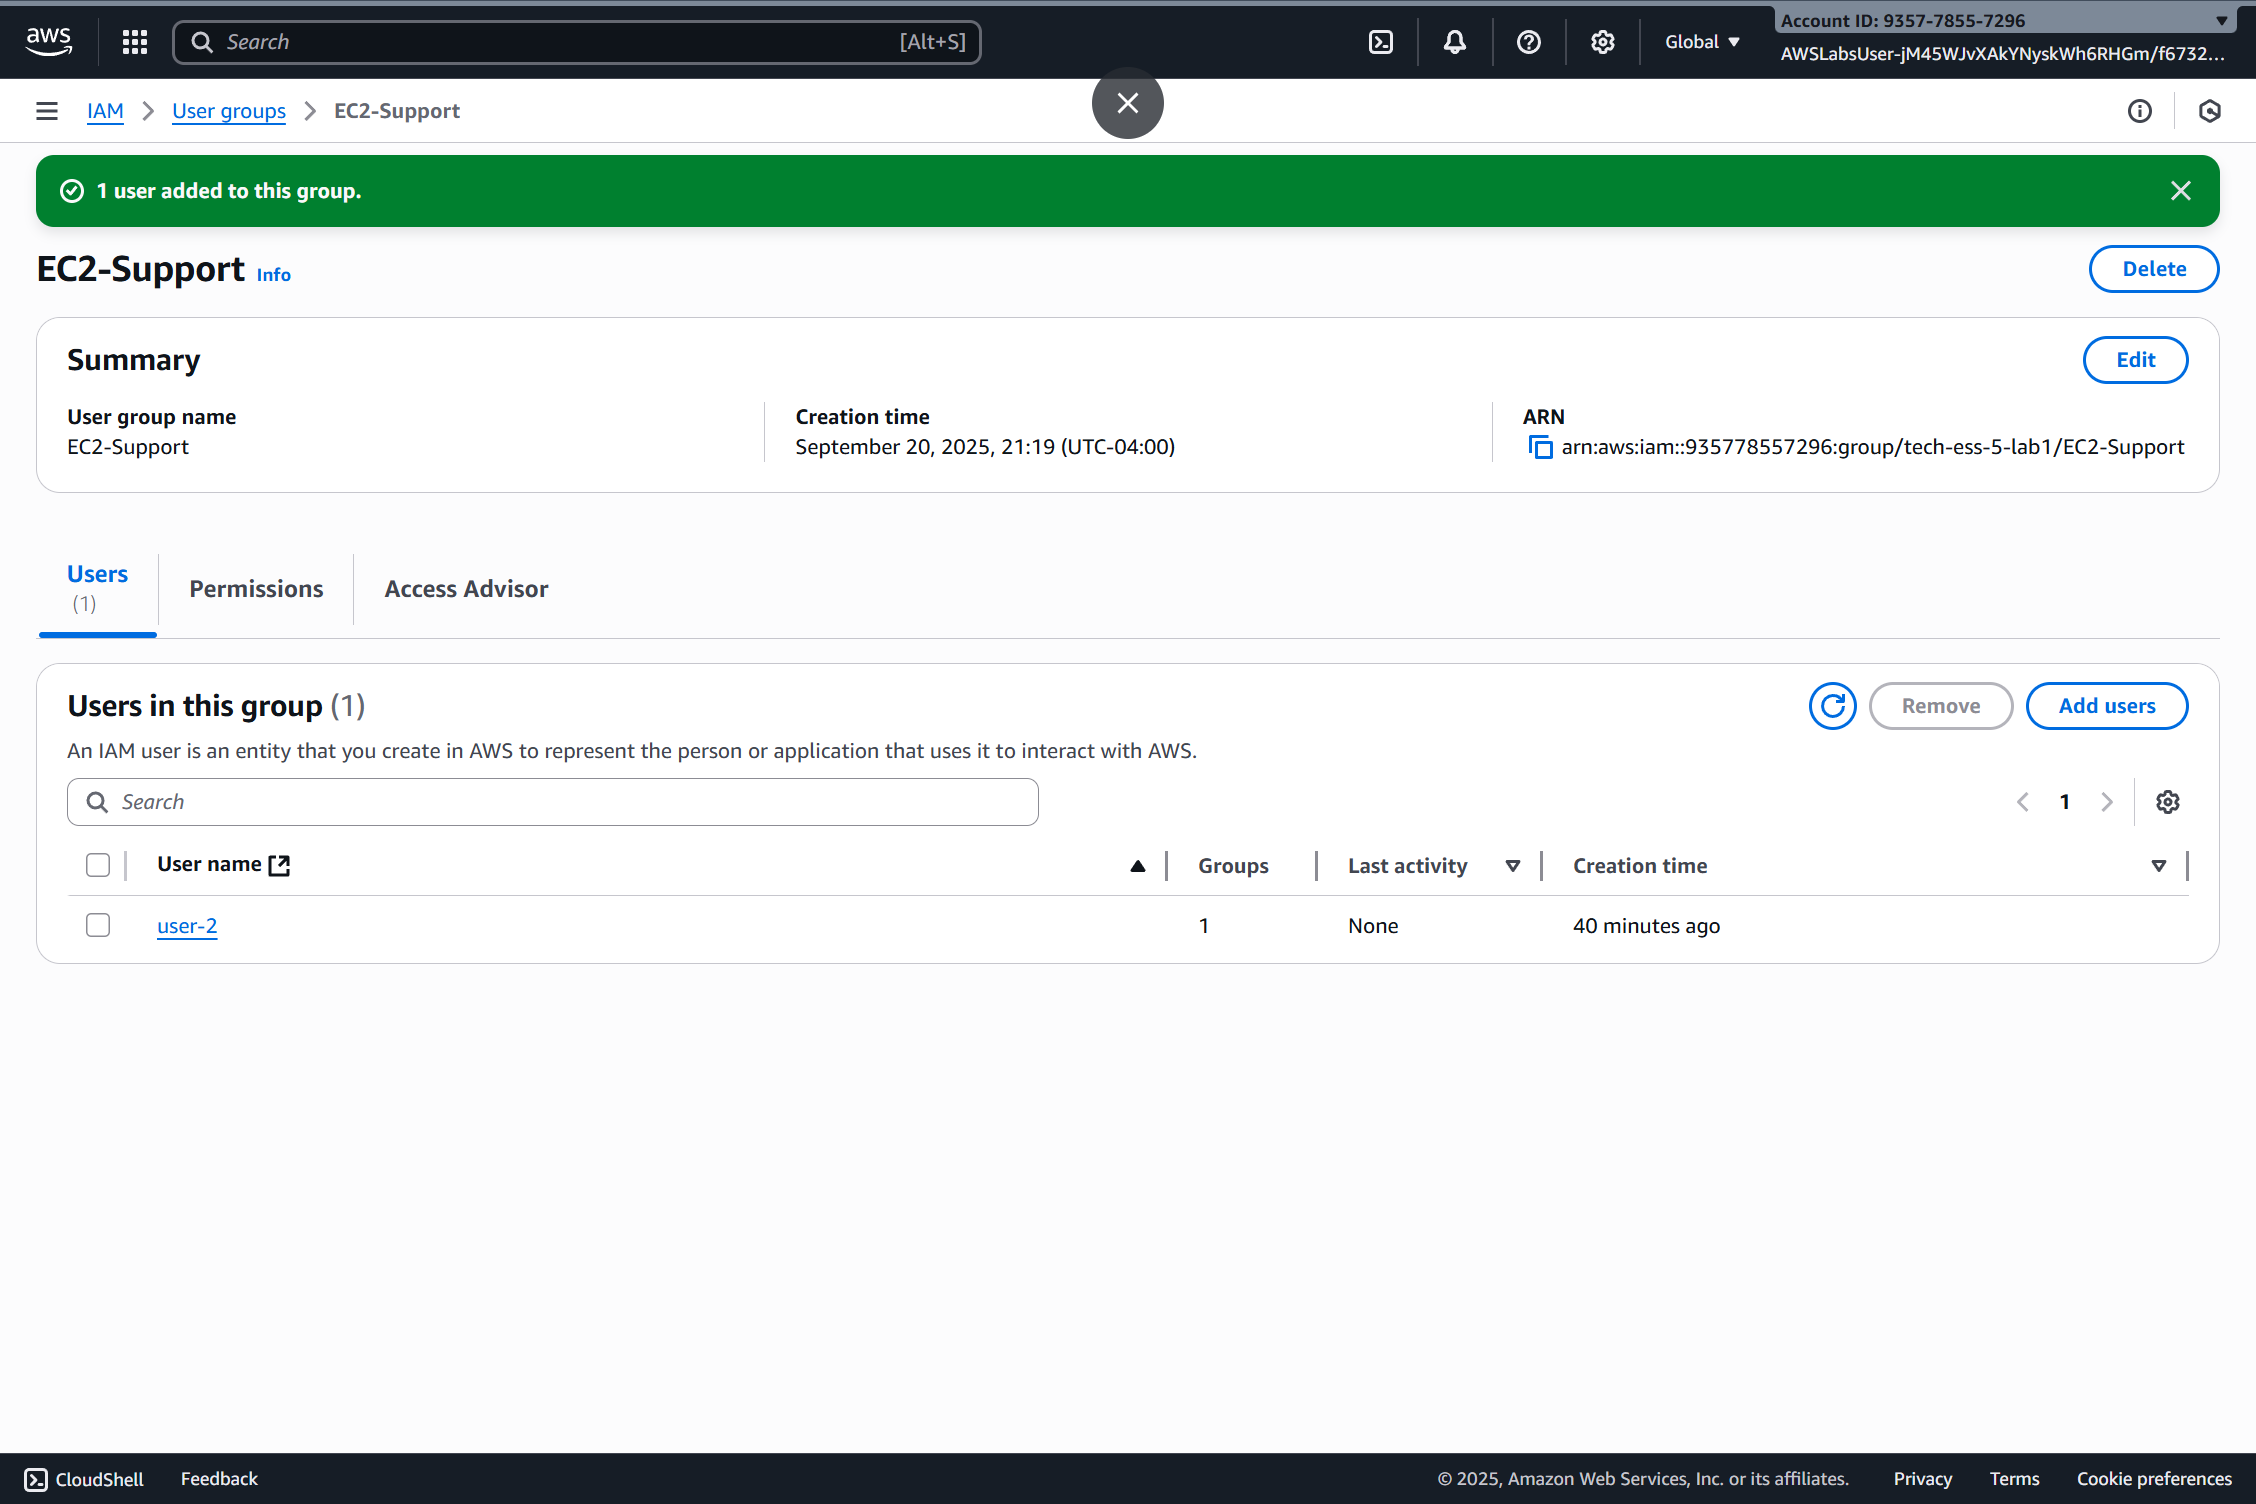 aws
Search [Alt+S]
Global
Account ID: 9357-7855-7296
AWSLabsUser-jM45WJvXAkYNyskWh6RHGm/f6732...
IAM
User groups
EC2-Support
1 user added to this group.
EC2-Support Info
Delete
Summary
Edit
User group name
EC2-Support
Creation time
September 20, 2025, 21:19 (UTC-04:00)
ARN
arn:aws:iam::935778557296:group/tech-ess-5-lab1/EC2-Support
Users
(1)
Permissions
Access Advisor
Users in this group (1)
Remove
Add users
An IAM user is an entity that you create in AWS to represent the person or application that uses it to interact with AWS.
Search
1
User name Groups Last activity Creation time
user-2 1 None 40 minutes ago
CloudShell Feedback © 2025, Amazon Web Services, Inc. or its affiliates. Privacy Terms Cookie preferences